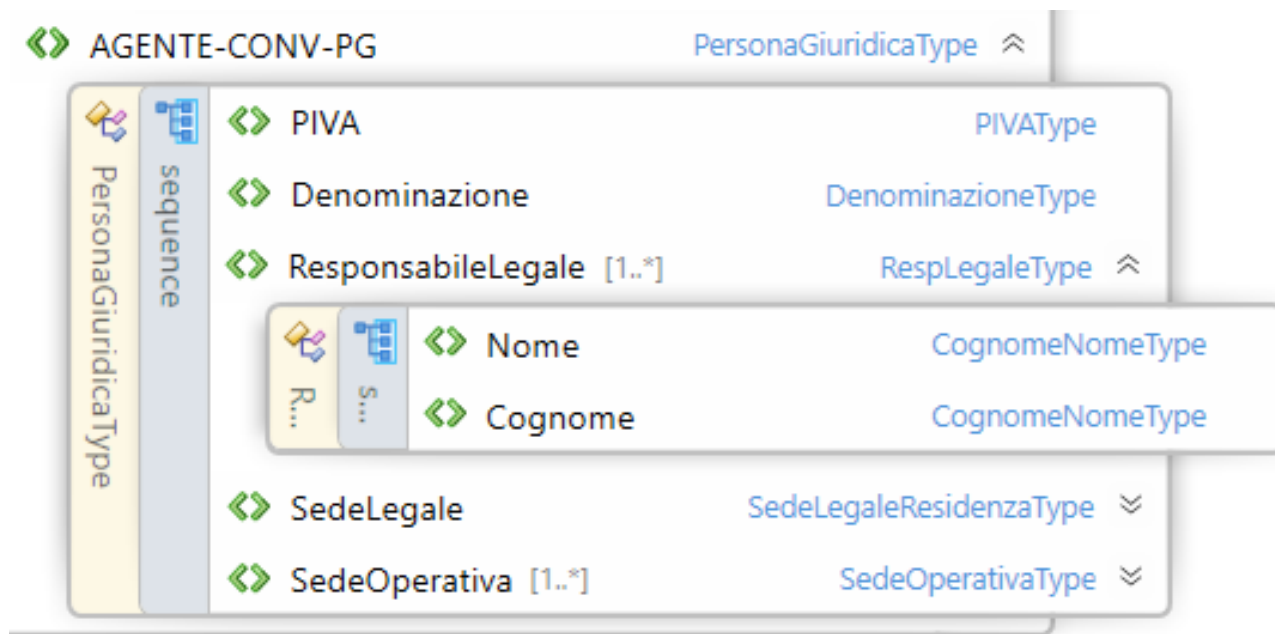 AGENTE-CONV-PG PersonaGiuridicaType
PersonaGiuridicaType
sequence
PIVA PIVAType
Denominazione DenominazioneType
ResponsabileLegale [1..*] RespLegaleType
R...
s...
Nome CognomeNomeType
Cognome CognomeNomeType
SedeLegale SedeLegaleResidenzaType
SedeOperativa [1..*] SedeOperativaType